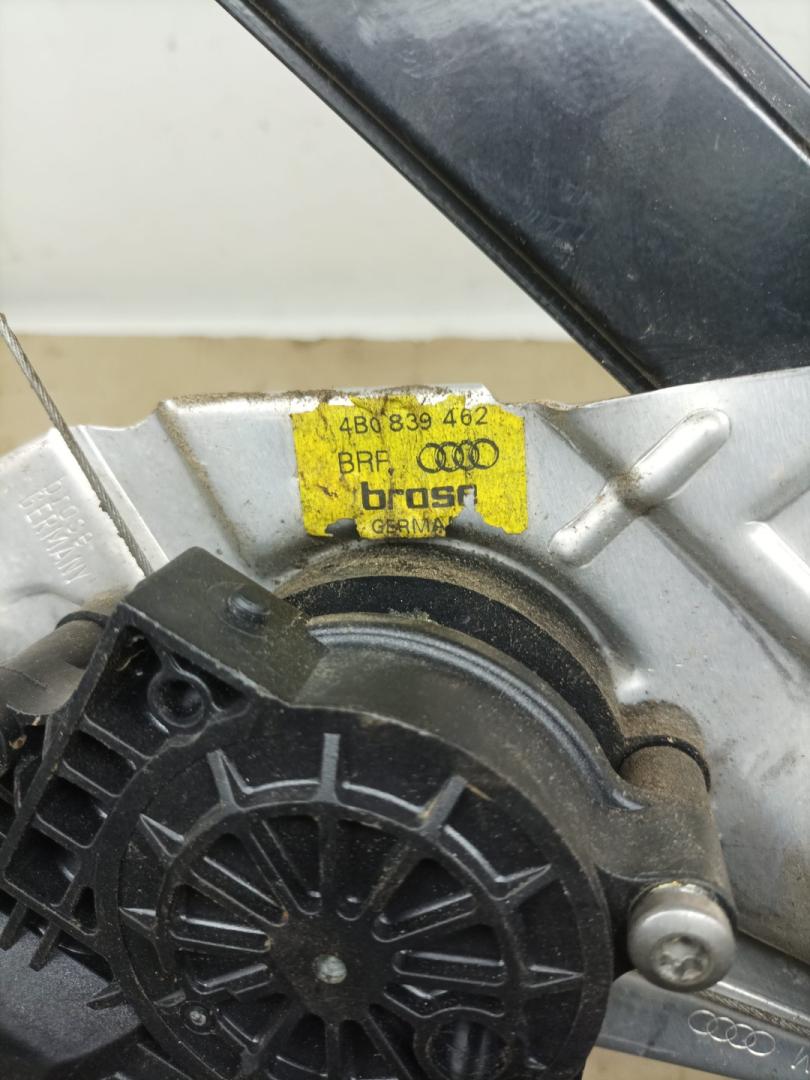 4B0 839 462
BRF.
brose
GERMA
brose
GERMANY